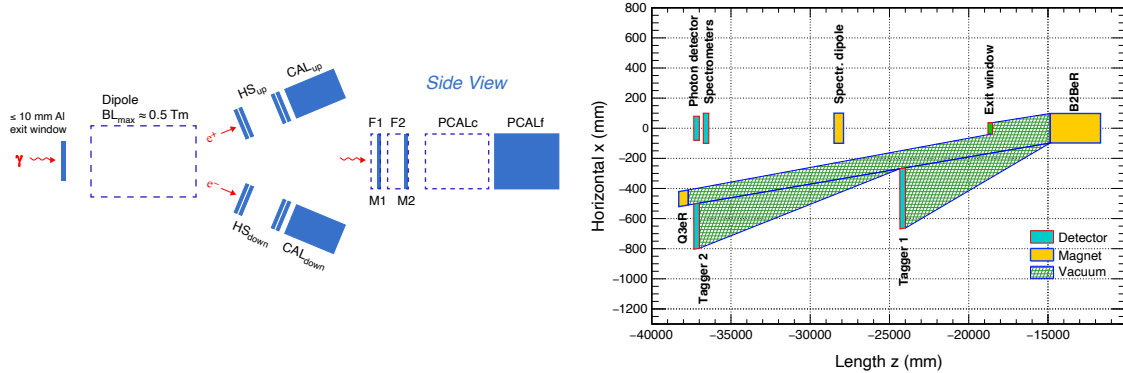 Side View
≤ 10 mm Al
exit window
γ
Dipole
BLmax ≈ 0.5 Tm
e+
e−
HSup
CALup
HSdown
CALdown
F1 F2 PCALc PCALf
M1 M2
800
600
400
200
0
−200
−400
−600
−800
−1000
−1200
Horizontal x (mm)
Photon detector
Spectrometers
Spectr. dipole
Exit window
B2BeR
Q3eR
Tagger 2
Tagger 1
Detector
Magnet
Vacuum
−40000 −35000 −30000 −25000 −20000 −15000
Length z (mm)